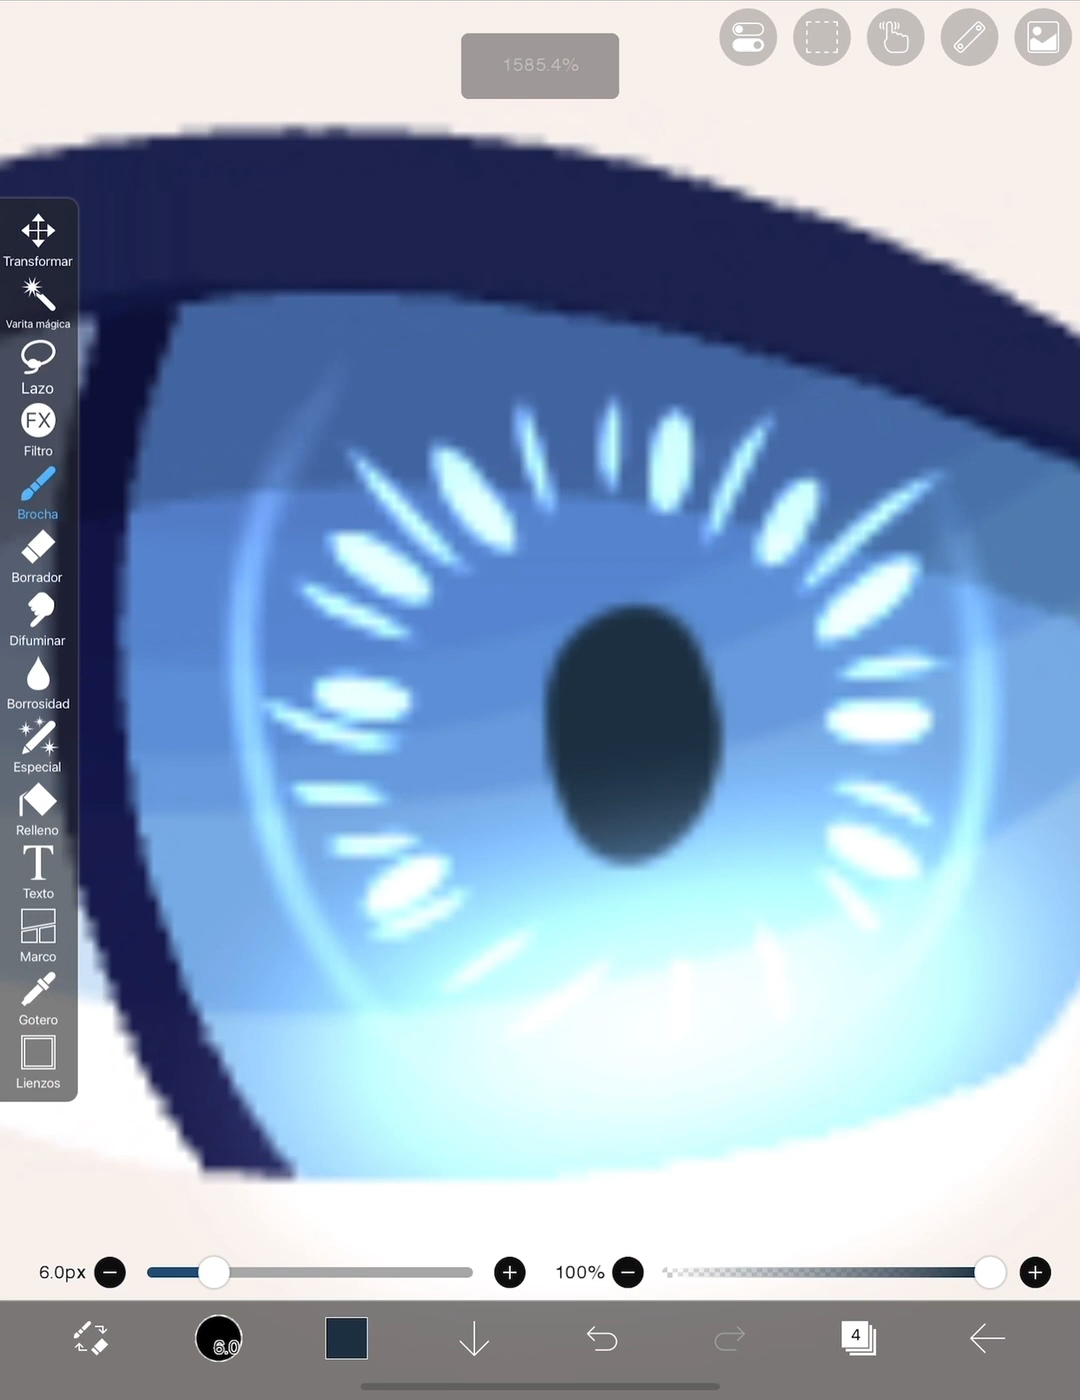 1585.4%
Transformar
Varita mágica
Lazo
FX
Filtro
Brocha
Borrador
Difuminar
Borrosidad
Especial
Relleno
T
Texto
Marco
Gotero
Lienzos
6.0px
100%
6.0
4